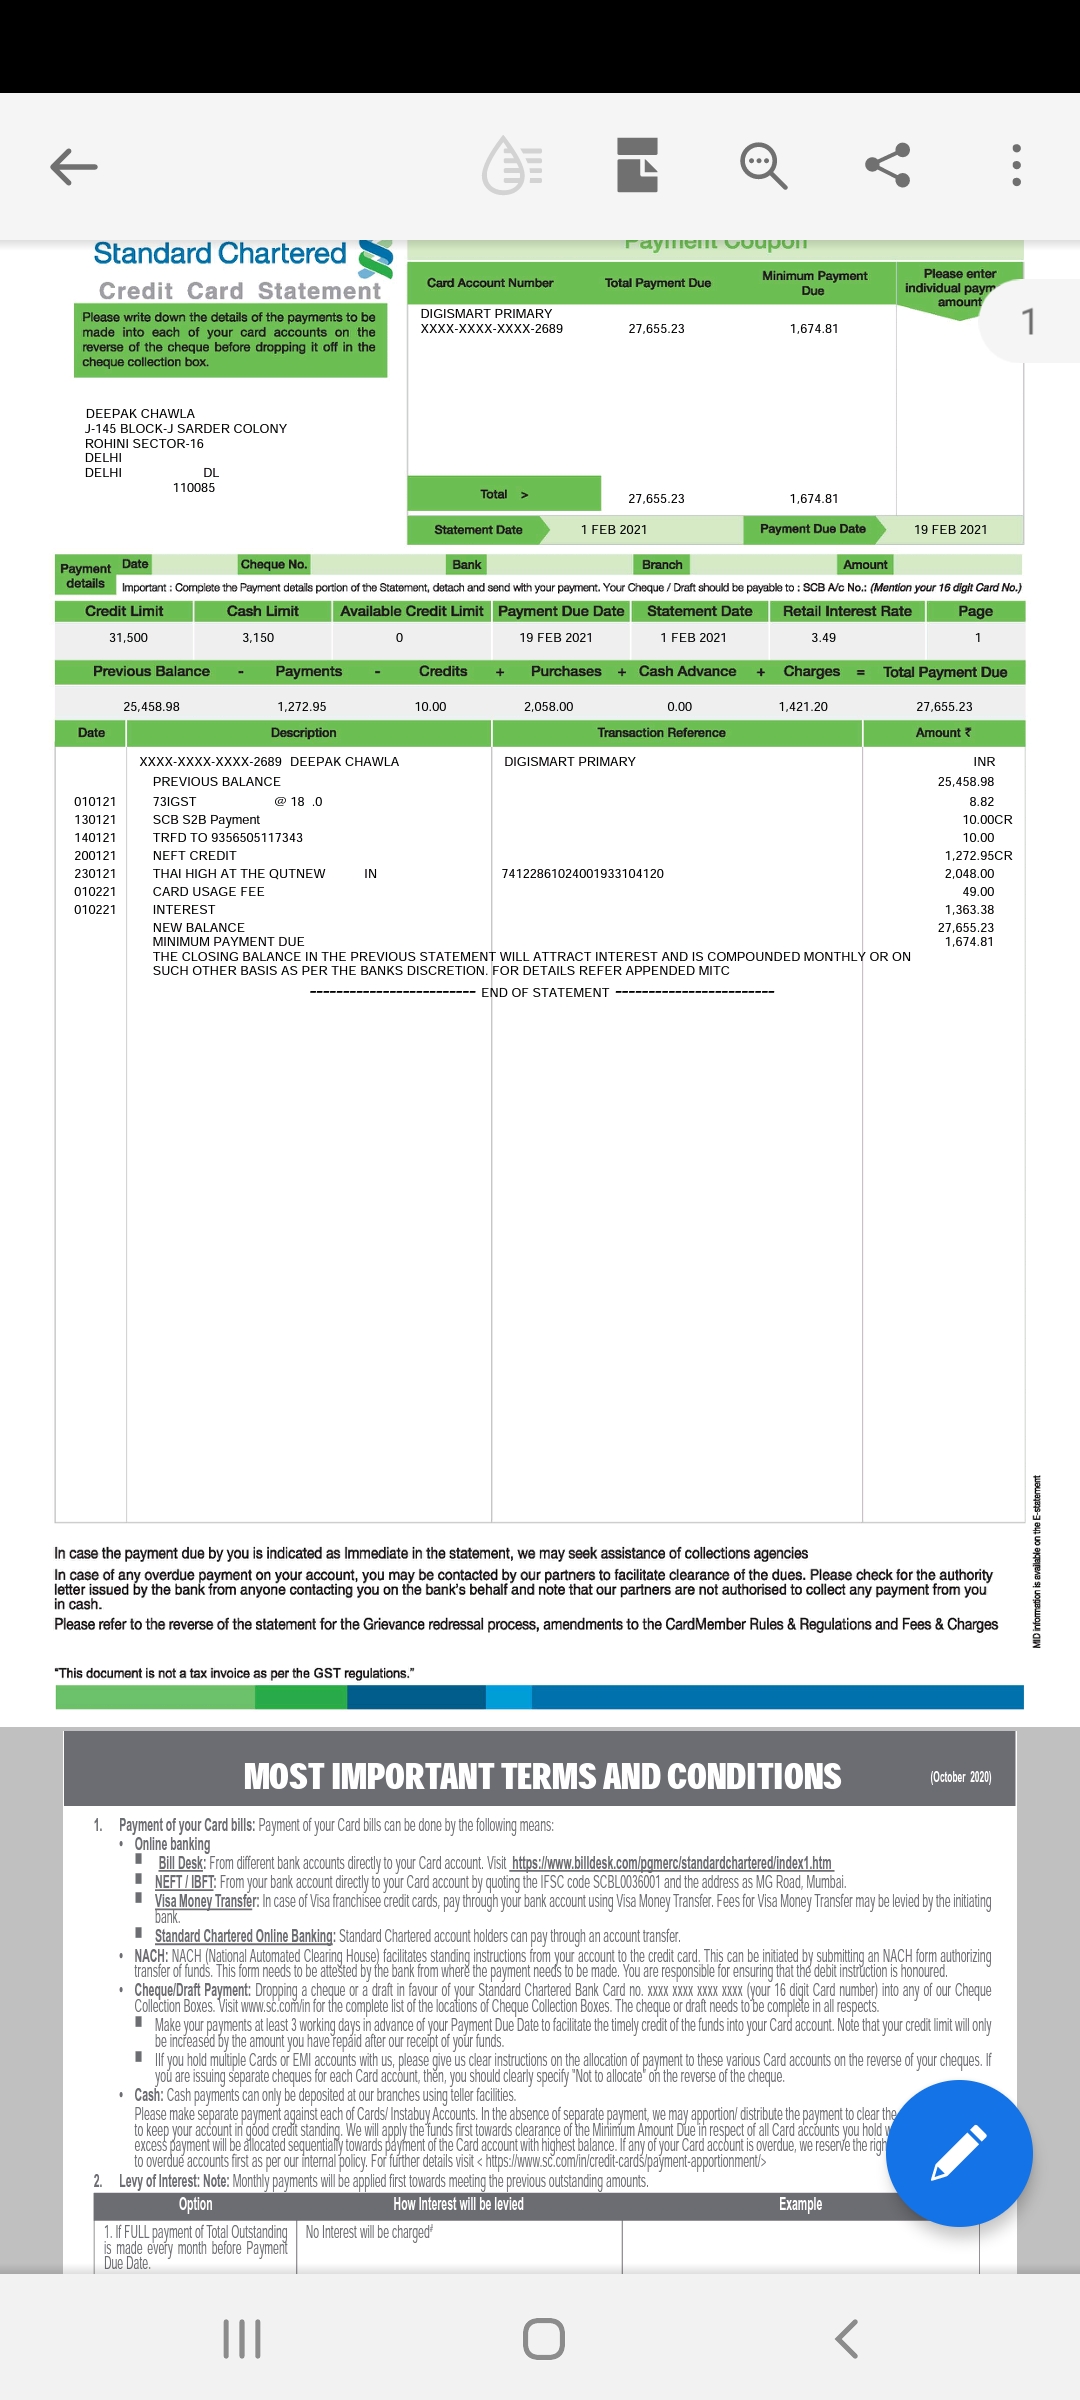 Standard Chartered
Credit Card Statement
Please write down the details of the payments to be
made into each of your card accounts on the
reverse of the cheque before dropping it off in the
cheque collection box.
DEEPAK CHAWLA
J-145 BLOCK-J SARDER COLONY
ROHINI SECTOR-16
DELHI
DELHI DL
110085
Payment Coupon
Card Account Number Total Payment Due Minimum Payment Due Please enter individual paym amount
DIGISMART PRIMARY
XXXX-XXXX-XXXX-2689 27,655.23 1,674.81
1
Total > 27,655.23 1,674.81
Statement Date 1 FEB 2021 Payment Due Date 19 FEB 2021
Payment details Date Cheque No. Bank Branch Amount
Important : Complete the Payment details portion of the Statement, detach and send with your payment. Your Cheque / Draft should be payable to : SCB A/c No.: (Mention your 16 digit Card No.)
Credit Limit Cash Limit Available Credit Limit Payment Due Date Statement Date Retail Interest Rate Page
31,500 3,150 0 19 FEB 2021 1 FEB 2021 3.49 1
Previous Balance - Payments - Credits + Purchases + Cash Advance + Charges = Total Payment Due
25,458.98 1,272.95 10.00 2,058.00 0.00 1,421.20 27,655.23
Date Description Transaction Reference Amount ₹
XXXX-XXXX-XXXX-2689 DEEPAK CHAWLA DIGISMART PRIMARY INR
PREVIOUS BALANCE 25,458.98
010121 73IGST @ 18 .0 8.82
130121 SCB S2B Payment 10.00CR
140121 TRFD TO 9356505117343 10.00
200121 NEFT CREDIT 1,272.95CR
230121 THAI HIGH AT THE QUTNEW IN 74122861024001933104120 2,048.00
010221 CARD USAGE FEE 49.00
010221 INTEREST 1,363.38
NEW BALANCE 27,655.23
MINIMUM PAYMENT DUE 1,674.81
THE CLOSING BALANCE IN THE PREVIOUS STATEMENT WILL ATTRACT INTEREST AND IS COMPOUNDED MONTHLY OR ON
SUCH OTHER BASIS AS PER THE BANKS DISCRETION. FOR DETAILS REFER APPENDED MITC
------------------------- END OF STATEMENT ------------------------
MID information is available on the E-statement
In case the payment due by you is indicated as Immediate in the statement, we may seek assistance of collections agencies
In case of any overdue payment on your account, you may be contacted by our partners to facilitate clearance of the dues. Please check for the authority
letter issued by the bank from anyone contacting you on the bank's behalf and note that our partners are not authorised to collect any payment from you
in cash.
Please refer to the reverse of the statement for the Grievance redressal process, amendments to the CardMember Rules & Regulations and Fees & Charges
"This document is not a tax invoice as per the GST regulations."
MOST IMPORTANT TERMS AND CONDITIONS (October 2020)
1. Payment of your Card bills: Payment of your Card bills can be done by the following means:
• Online banking
■ Bill Desk: From different bank accounts directly to your Card account. Visit https://www.billdesk.com/pgmerc/standardchartered/index1.htm
■ NEFT / IBFT: From your bank account directly to your Card account by quoting the IFSC code SCBL0036001 and the address as MG Road, Mumbai.
■ Visa Money Transfer: In case of Visa franchisee credit cards, pay through your bank account using Visa Money Transfer. Fees for Visa Money Transfer may be levied by the initiating
bank.
■ Standard Chartered Online Banking: Standard Chartered account holders can pay through an account transfer.
• NACH: NACH (National Automated Clearing House) facilitates standing instructions from your account to the credit card. This can be initiated by submitting an NACH form authorizing
transfer of funds. This form needs to be attested by the bank from where the payment needs to be made. You are responsible for ensuring that the debit instruction is honoured.
• Cheque/Draft Payment: Dropping a cheque or a draft in favour of your Standard Chartered Bank Card no. xxxx xxxx xxxx xxxx (your 16 digit Card number) into any of our Cheque
Collection Boxes. Visit www.sc.com/in for the complete list of the locations of Cheque Collection Boxes. The cheque or draft needs to be complete in all respects.
■ Make your payments at least 3 working days in advance of your Payment Due Date to facilitate the timely credit of the funds into your Card account. Note that your credit limit will only
be increased by the amount you have repaid after our receipt of your funds.
■ IIf you hold multiple Cards or EMI accounts with us, please give us clear instructions on the allocation of payment to these various Card accounts on the reverse of your cheques. If
you are issuing separate cheques for each Card account, then, you should clearly specify "Not to allocate" on the reverse of the cheque.
• Cash: Cash payments can only be deposited at our branches using teller facilities.
Please make separate payment against each of Cards/ Instabuy Accounts. In the absence of separate payment, we may apportion/ distribute the payment to clear the
to keep your account in good credit standing. We will apply the funds first towards clearance of the Minimum Amount Due in respect of all Card accounts you hold w
excess payment will be allocated sequentially towards payment of the Card account with highest balance. If any of your Card account is overdue, we reserve the righ
to overdue accounts first as per our internal policy. For further details visit < https://www.sc.com/in/credit-cards/payment-apportionment/>
2. Levy of Interest: Note: Monthly payments will be applied first towards meeting the previous outstanding amounts.
Option How Interest will be levied Example
1. If FULL payment of Total Outstanding No Interest will be charged#
is made every month before Payment
Due Date.